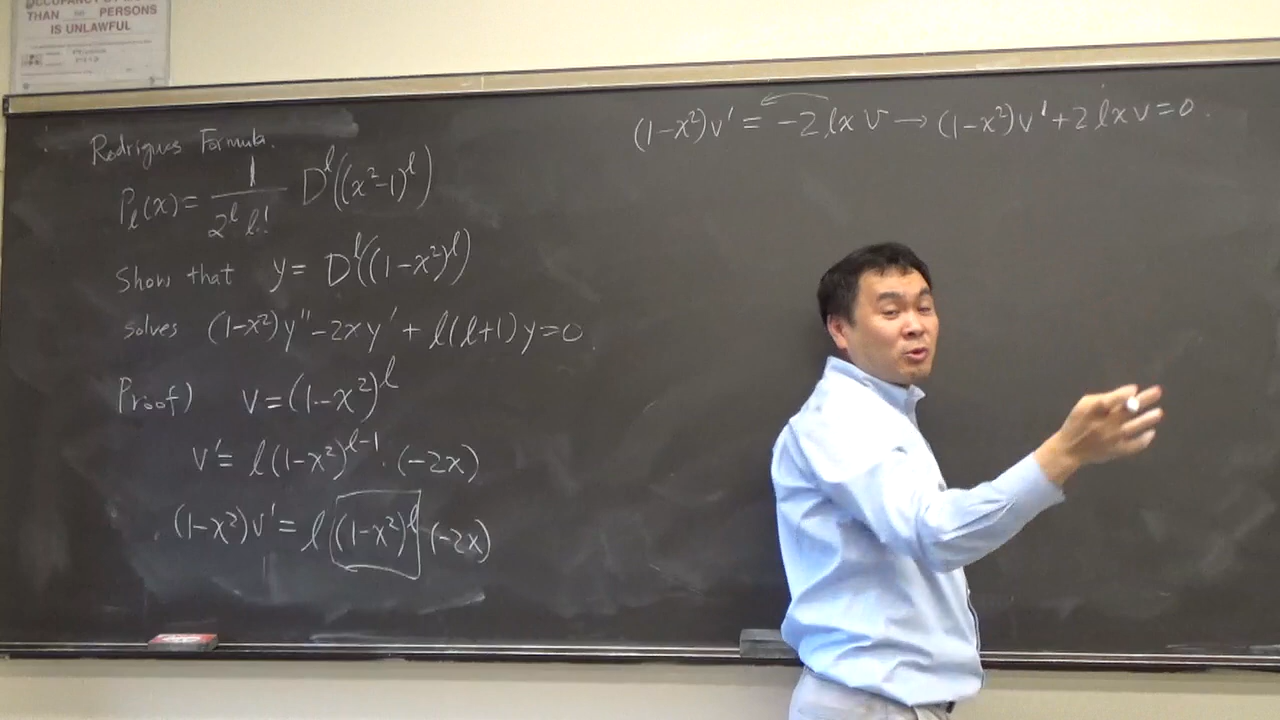 OCCUPANCY
THAN PERSONS
IS UNLAWFUL
Rodrigues Formula.
P_l(x) = 1/(2^l l!) D^l((x²-1)^l)
Show that y = D^l((1-x²)^l)
solves (1-x²)y'' - 2xy' + l(l+1)y = 0.
Proof) v = (1-x²)^l
v' = l(1-x²)^(l-1) · (-2x)
(1-x²)v' = l (1-x²)^l (-2x)
(1-x²)v' = -2lxv → (1-x²)v' + 2lxv = 0.